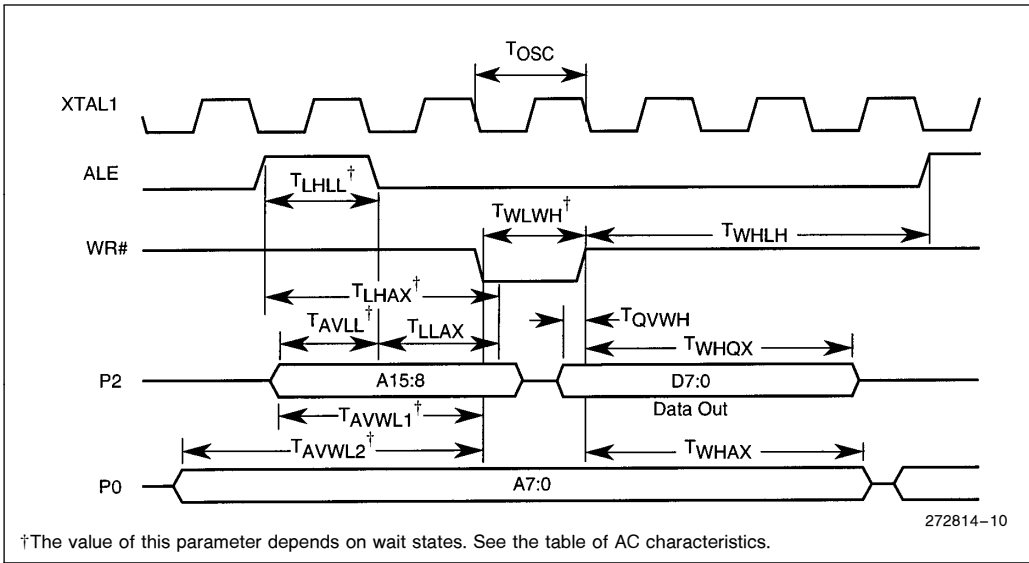 TOSC
XTAL1
ALE
TLHLL†
TWLWH†
TWHLH
WR#
TLHAX†
TAVLL†
TLLAX
TQVWH
TWHQX
P2
A15:8
D7:0
Data Out
TAVWL1†
TAVWL2†
TWHAX
P0
A7:0
272814–10
†The value of this parameter depends on wait states. See the table of AC characteristics.